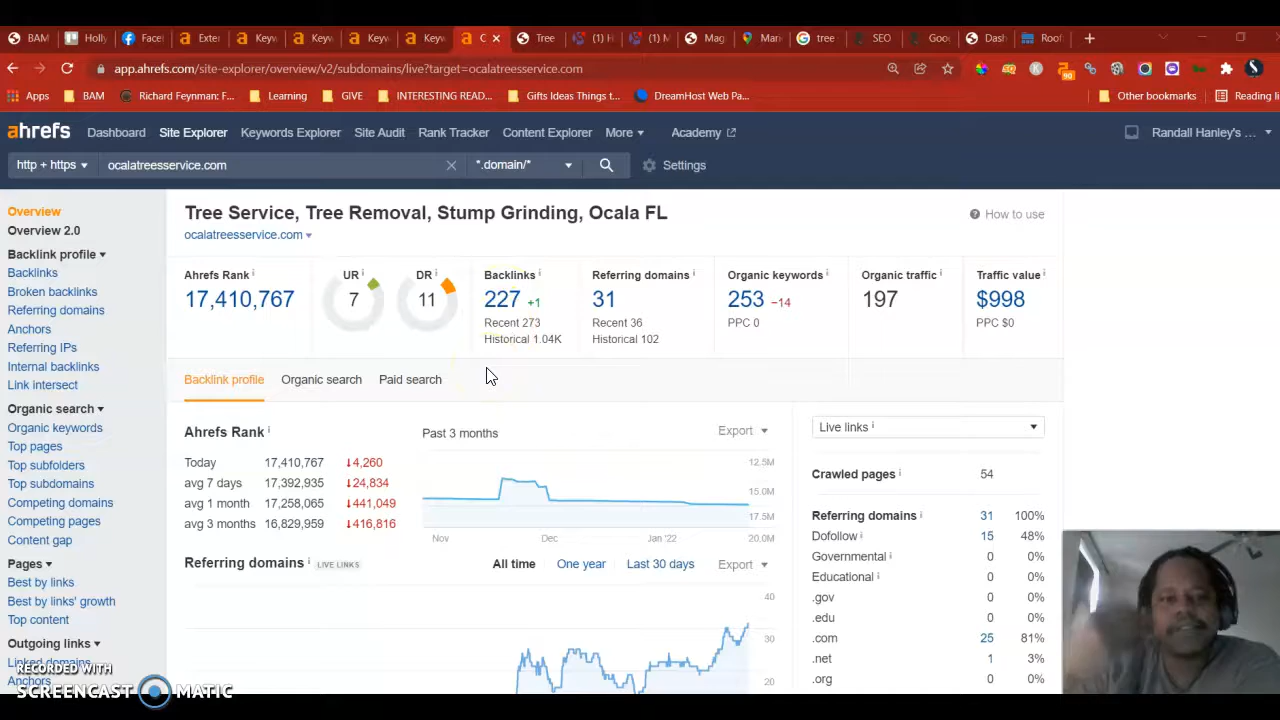 BAM Holly Face Exter Keyw Keyw Keyw Keyw C Tree (1) H (1) M Mag Mar tree SEO Goo Dash Roof
app.ahrefs.com/site-explorer/overview/v2/subdomains/live?target=ocalatreesservice.com
Apps BAM Richard Feynman: F... Learning GIVE INTERESTING READ... Gifts Ideas Things t... DreamHost Web Pa... Other bookmarks Reading li
ahrefs Dashboard Site Explorer Keywords Explorer Site Audit Rank Tracker Content Explorer More Academy Randall Hanley's ...
http + https ocalatreesservice.com *.domain/* Settings
Overview
Overview 2.0
Backlink profile
Backlinks
Broken backlinks
Referring domains
Anchors
Referring IPs
Internal backlinks
Link intersect
Organic search
Organic keywords
Top pages
Top subfolders
Top subdomains
Competing domains
Competing pages
Content gap
Pages
Best by links
Best by links' growth
Top content
Outgoing links
Linked domains
Anchors
Tree Service, Tree Removal, Stump Grinding, Ocala FL
How to use
ocalatreesservice.com
Ahrefs Rank UR DR Backlinks Referring domains Organic keywords Organic traffic Traffic value
17,410,767 7 11 227 +1 31 253 −14 197 $998
Recent 273 Recent 36 PPC 0 PPC $0
Historical 1.04K Historical 102
Backlink profile Organic search Paid search
Ahrefs Rank
Today 17,410,767 ↓4,260
avg 7 days 17,392,935 ↓24,834
avg 1 month 17,258,065 ↓441,049
avg 3 months 16,829,959 ↓416,816
Past 3 months Export
12.5M
15.0M
17.5M
20.0M
Nov Dec Jan '22
Referring domains LIVE LINKS All time One year Last 30 days Export
40
30
20
Live links
Crawled pages 54
Referring domains 31 100%
Dofollow 15 48%
Governmental 0 0%
Educational 0 0%
.gov 0 0%
.edu 0 0%
.com 25 81%
.net 1 3%
.org 0 0%
RECORDED WITH
SCREENCAST MATIC